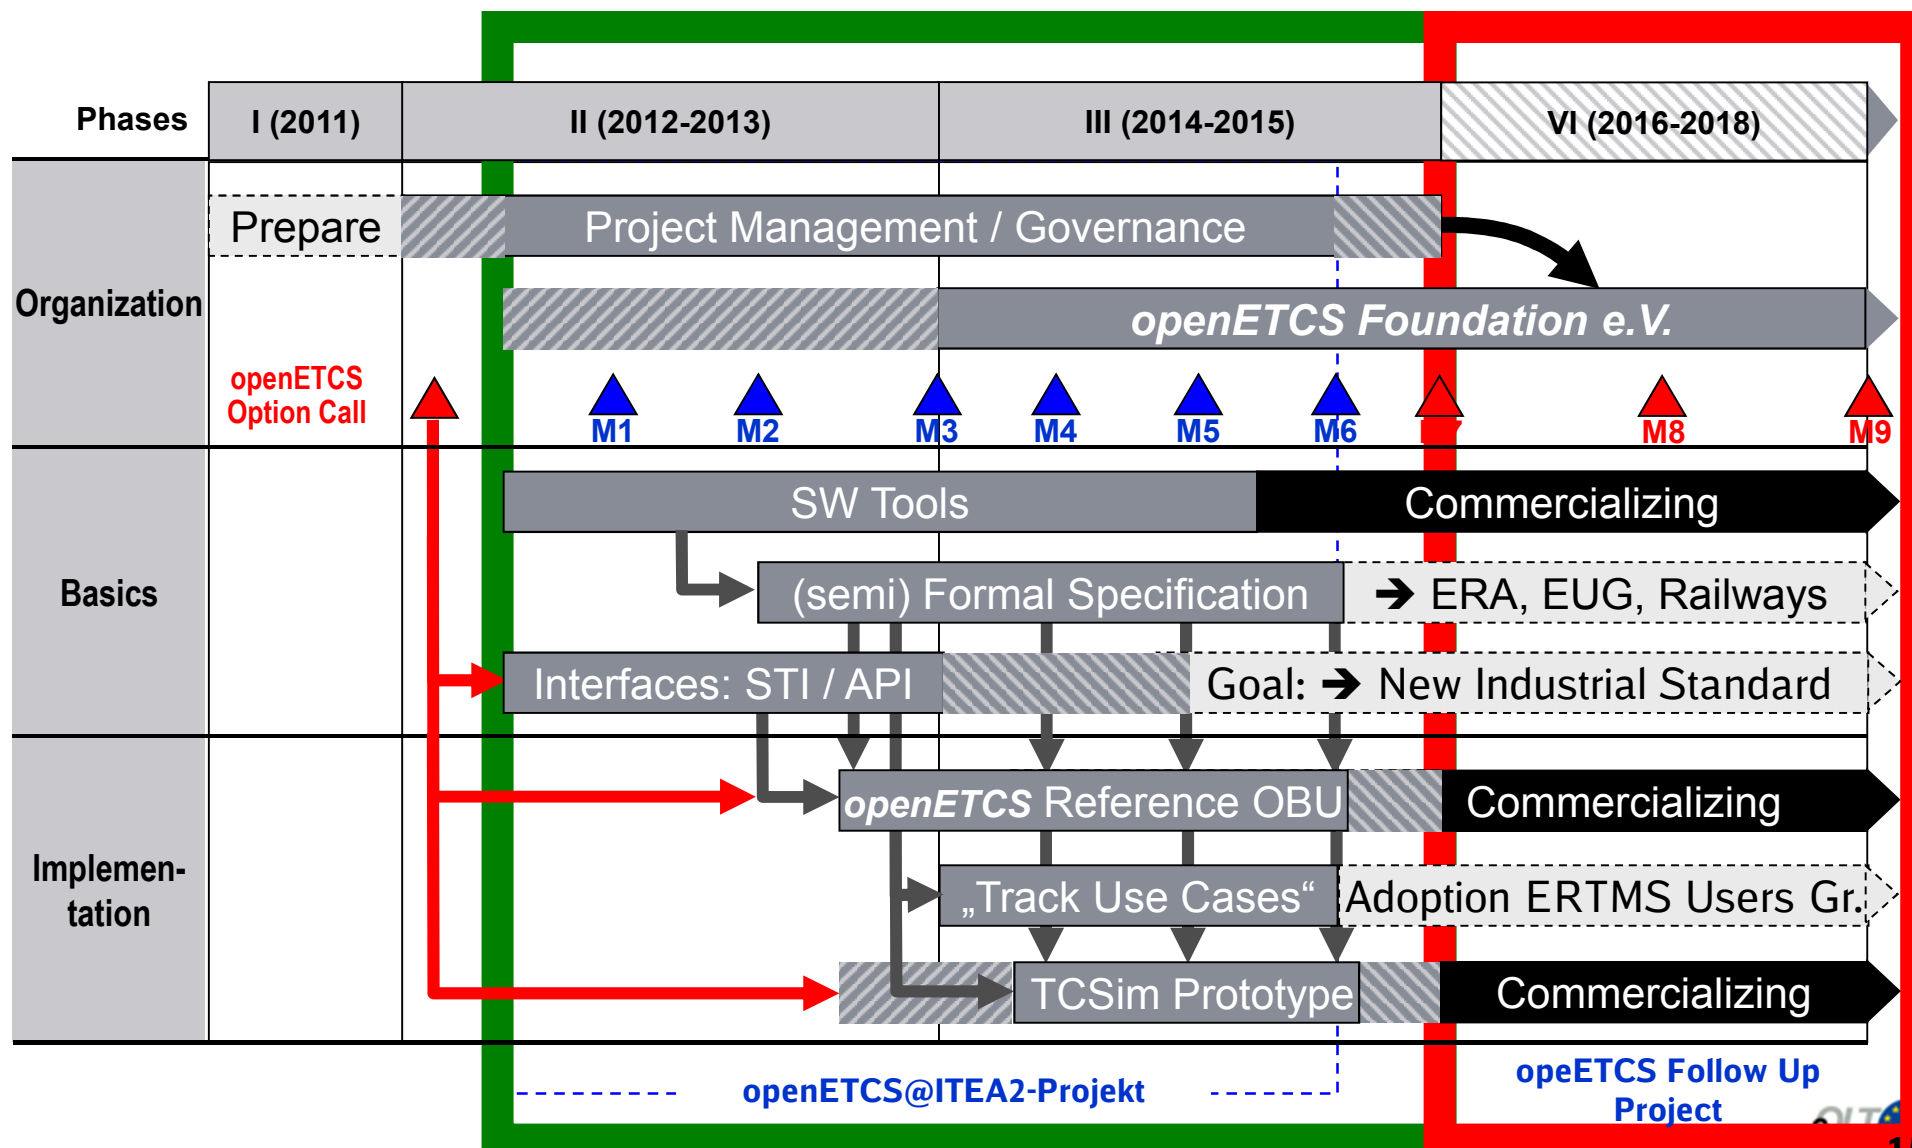 Phases
I (2011)
II (2012-2013)
III (2014-2015)
VI (2016-2018)
Organization
Prepare
Project Management / Governance
openETCS Foundation e.V.
openETCS
Option Call
M1
M2
M3
M4
M5
M6
M8
M9
Basics
SW Tools
Commercializing
(semi) Formal Specification
➔ ERA, EUG, Railways
Interfaces: STI / API
Goal: ➔ New Industrial Standard
Implemen-
tation
openETCS Reference OBU
Commercializing
„Track Use Cases“
Adoption ERTMS Users Gr.
TCSim Prototype
Commercializing
openETCS@ITEA2-Projekt
opeETCS Follow Up
Project